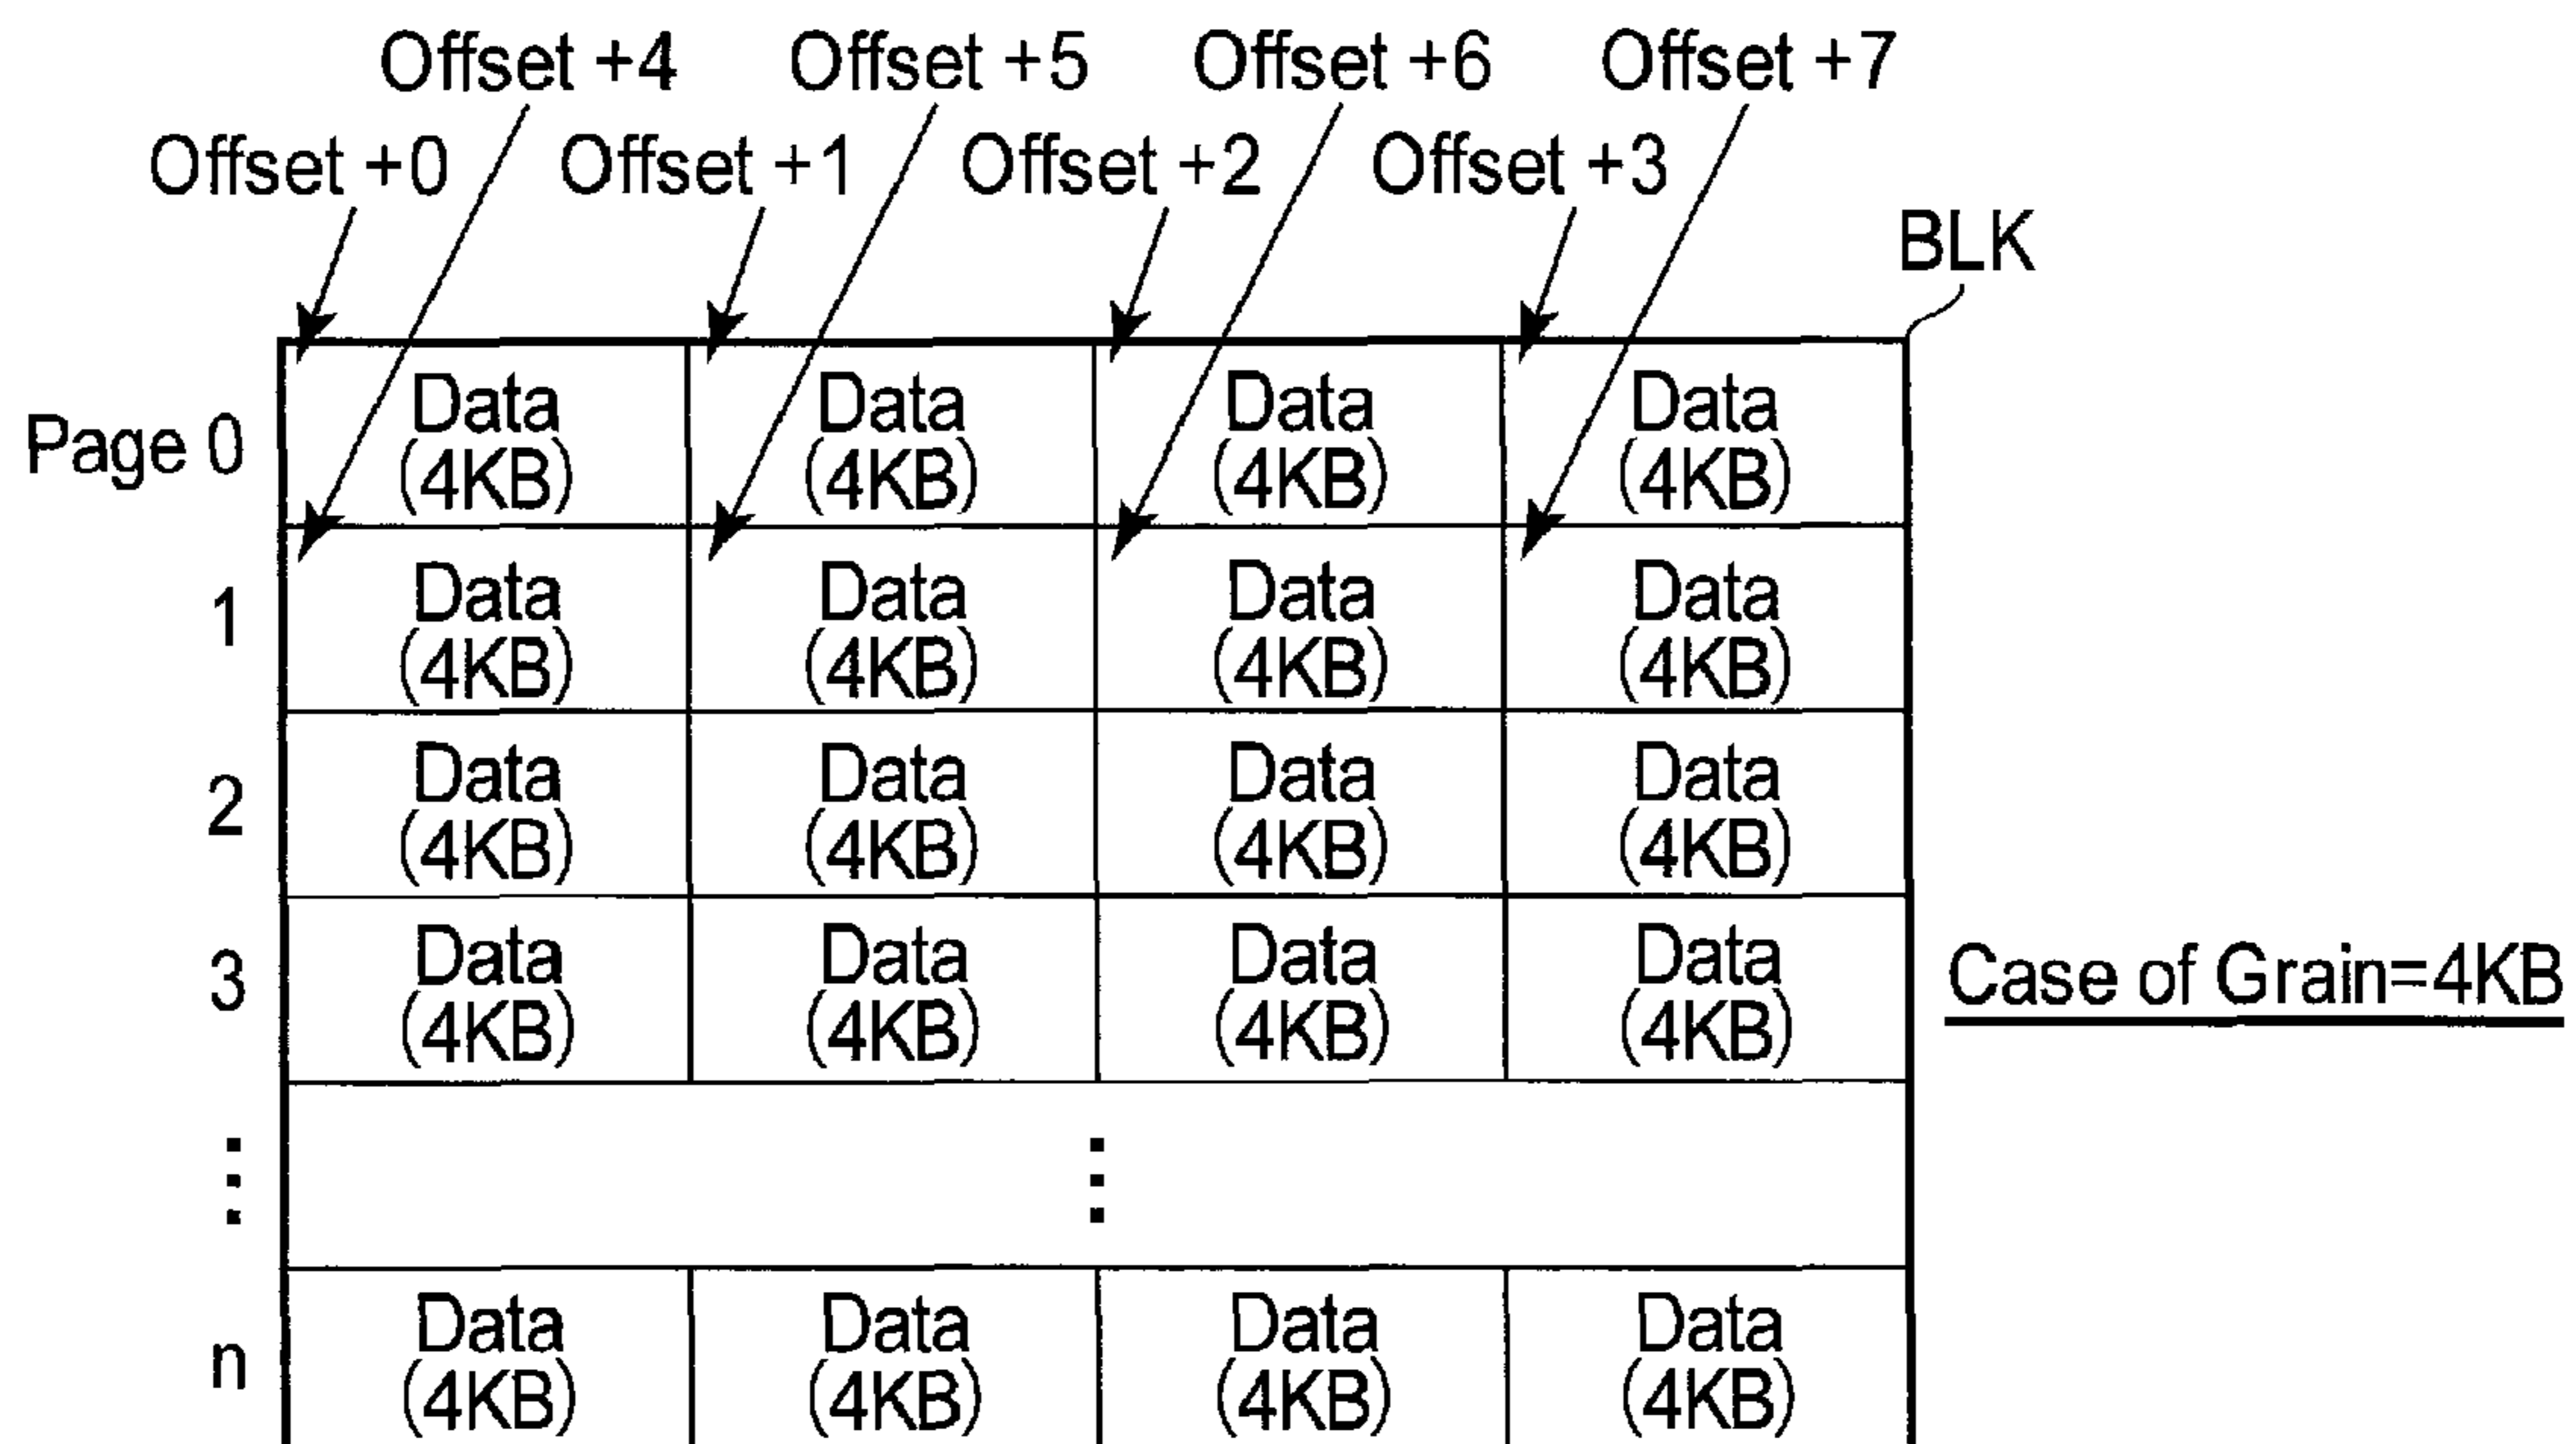 Offset +4 Offset +5 Offset +6 Offset +7
Offset +0 Offset +1 Offset +2 Offset +3
BLK
Page 0 Data Data Data Data
(4KB) (4KB) (4KB) (4KB)
1 Data Data Data Data
(4KB) (4KB) (4KB) (4KB)
2 Data Data Data Data
(4KB) (4KB) (4KB) (4KB)
3 Data Data Data Data
(4KB) (4KB) (4KB) (4KB)
Case of Grain=4KB
n Data Data Data Data
(4KB) (4KB) (4KB) (4KB)